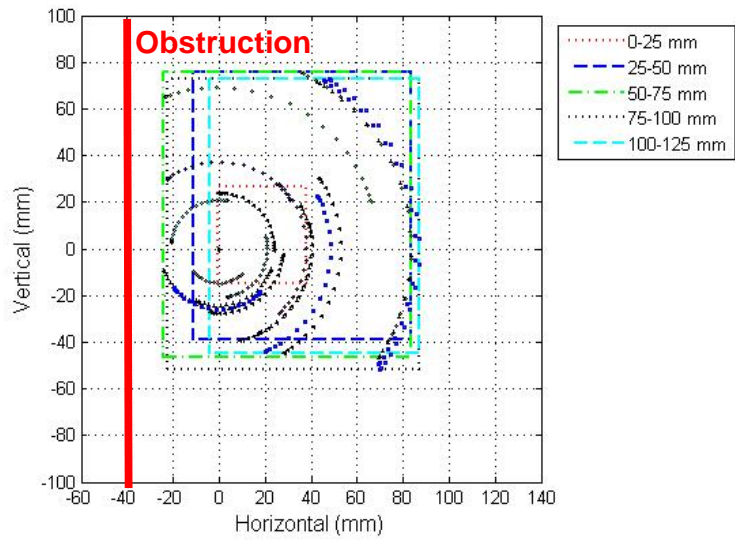 Obstruction
0-25 mm
25-50 mm
50-75 mm
75-100 mm
100-125 mm
Vertical (mm)
100
80
60
40
20
0
-20
-40
-60
-80
-100
-60 -40 -20 0 20 40 60 80 100 120 140
Horizontal (mm)